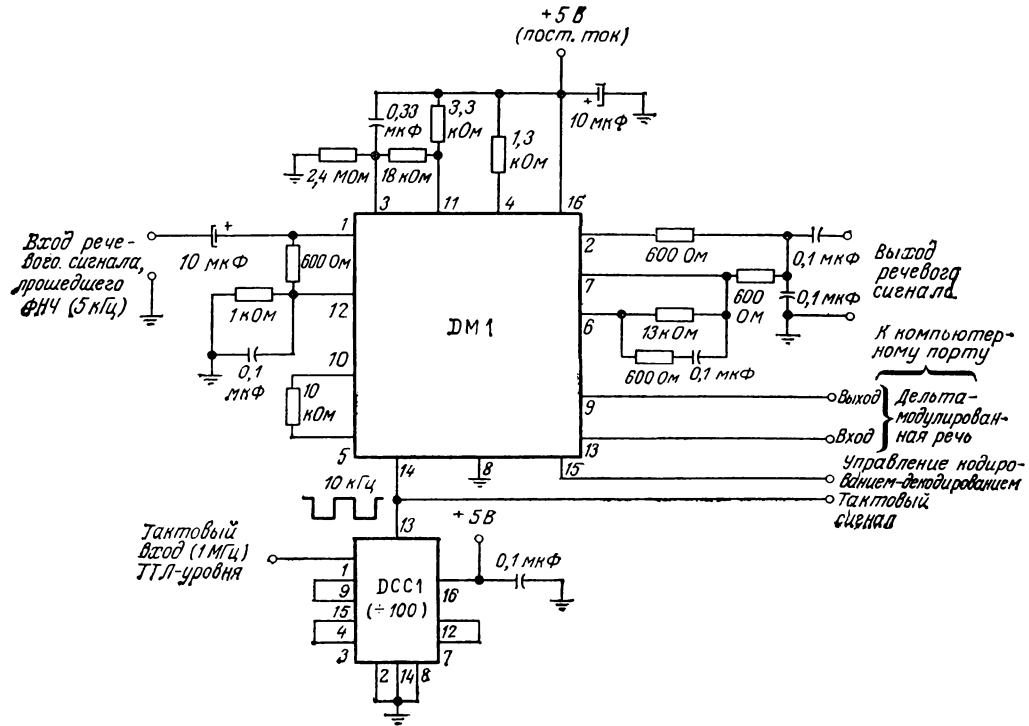 +5 В
(пост. ток)
0,33
мкФ
3,3
кОм
1,3
кОм
+
10 мкФ
2,4 МОм
18 кОм
3
11
4
16
Вход рече-
вого сигнала,
прошедшего
ФНЧ (5 кГц)
+
10 мкФ
600 Ом
1
1 кОм
12
0,1
мкФ
10
10
кОм
5
DM1
2
600 Ом
0,1 мкФ
Выход
речевого
сигнала
7
600
Ом
0,1 мкФ
6
13 кОм
600 Ом
0,1 мкФ
К компьютер-
ному порту
9
Выход
Вход
Дельта-
модулирован-
ная речь
13
14
8
15
Управление кодиро-
ванием-декодированием
Тактовый
сигнал
10 кГц
13
+5 В
0,1 мкФ
Тактовый
Вход (1 МГц)
ТТЛ-уровня
1
9
15
4
3
DCC1
(÷100)
16
12
7
2
14
8